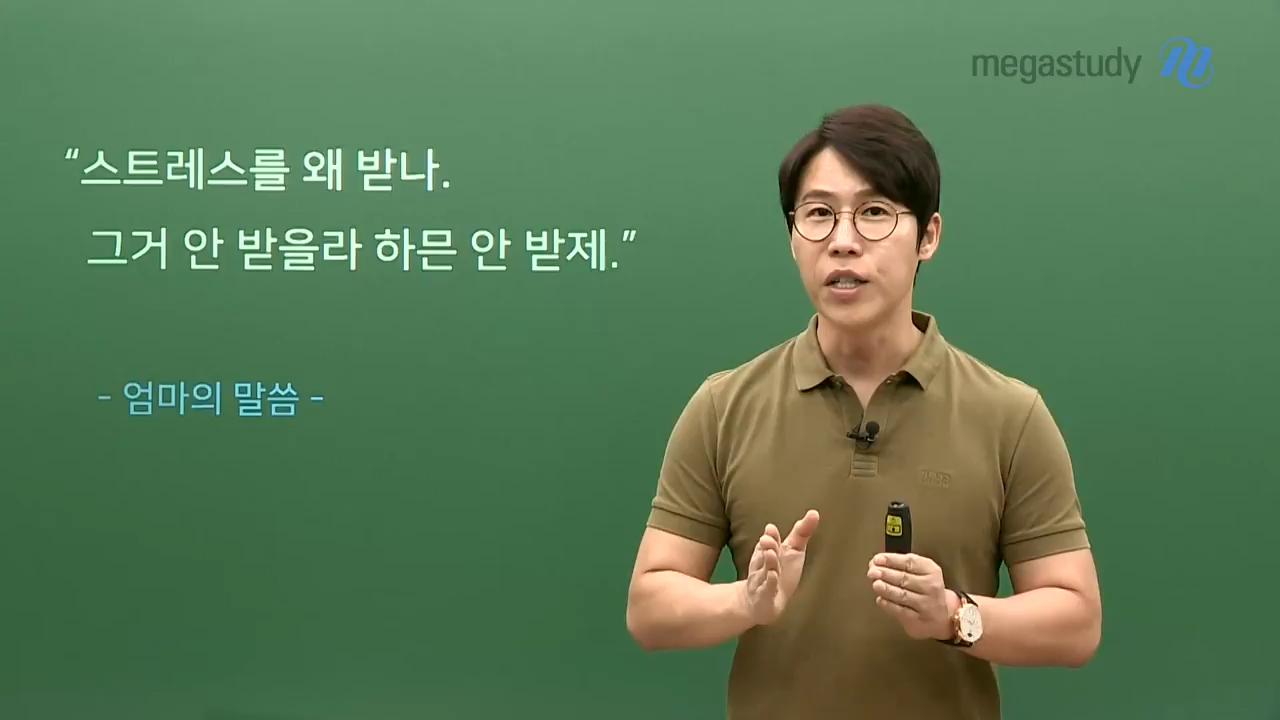 megastudy
“스트레스를 왜 받나.
그거 안 받을라 하믄 안 받제.”
- 엄마의 말씀 -